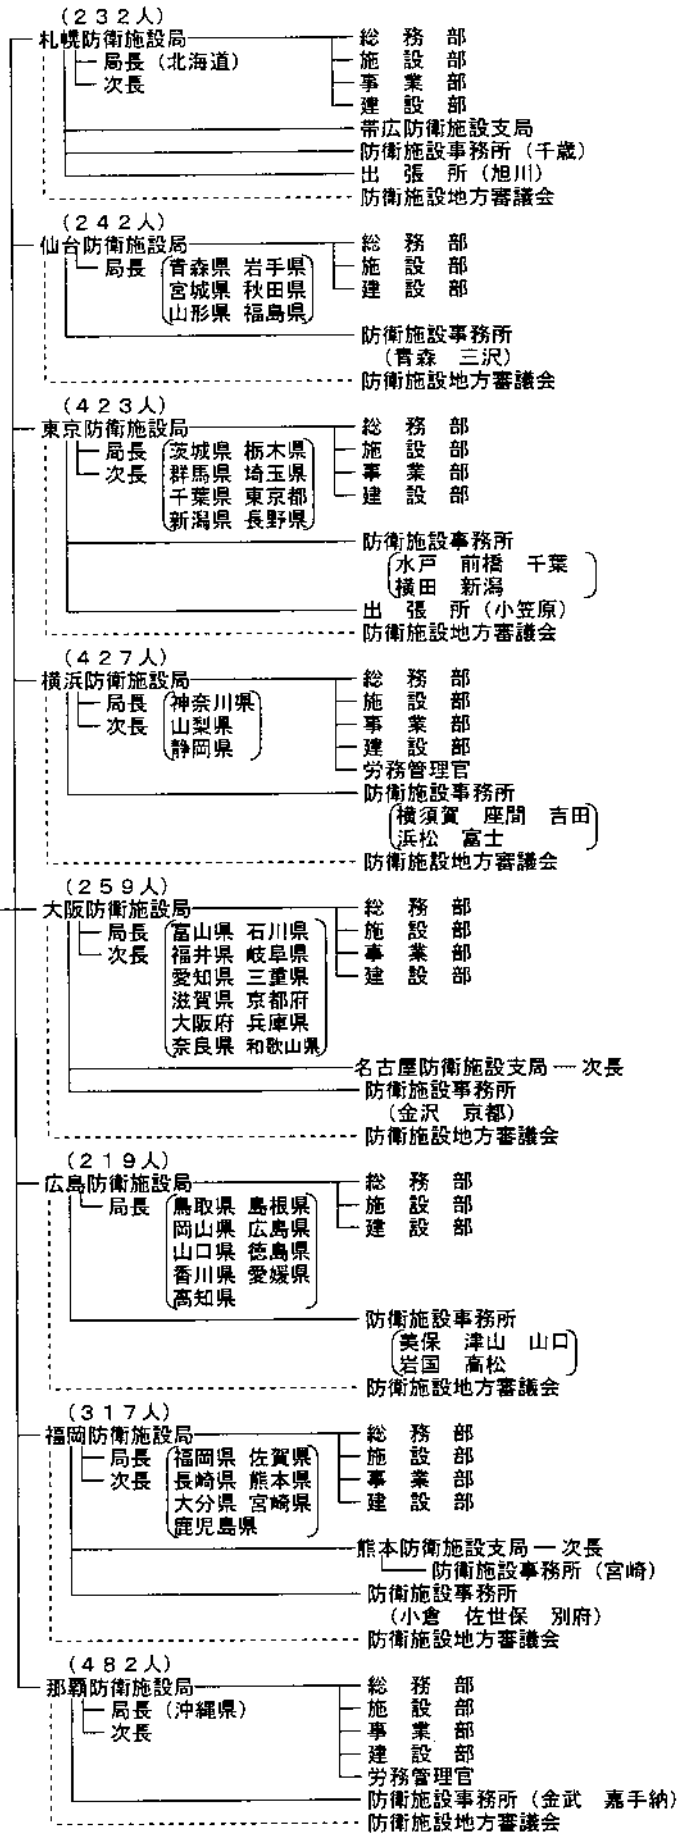 (232人)
札幌防衛施設局 総務部
局長(北海道) 施設部
次長 事業部
建設部
帯広防衛施設支局
防衛施設事務所(千歳)
出張所(旭川)
防衛施設地方審議会
(242人)
仙台防衛施設局 総務部
局長 青森県 岩手県 施設部
宮城県 秋田県 建設部
山形県 福島県
防衛施設事務所
(青森 三沢)
防衛施設地方審議会
(423人)
東京防衛施設局 総務部
局長 茨城県 栃木県 施設部
次長 群馬県 埼玉県 事業部
千葉県 東京都 建設部
新潟県 長野県
防衛施設事務所
水戸 前橋 千葉
横田 新潟
出張所(小笠原)
防衛施設地方審議会
(427人)
横浜防衛施設局 総務部
局長 神奈川県 施設部
次長 山梨県 事業部
静岡県 建設部
労務管理官
防衛施設事務所
横須賀 座間 吉田
浜松 富士
防衛施設地方審議会
(259人)
大阪防衛施設局 総務部
局長 富山県 石川県 施設部
次長 福井県 岐阜県 事業部
愛知県 三重県 建設部
滋賀県 京都府
大阪府 兵庫県
奈良県 和歌山県
名古屋防衛施設支局 次長
防衛施設事務所
(金沢 京都)
防衛施設地方審議会
(219人)
広島防衛施設局 総務部
局長 鳥取県 島根県 施設部
岡山県 広島県 建設部
山口県 徳島県
香川県 愛媛県
高知県
防衛施設事務所
美保 津山 山口
岩国 高松
防衛施設地方審議会
(317人)
福岡防衛施設局 総務部
局長 福岡県 佐賀県 施設部
次長 長崎県 熊本県 事業部
大分県 宮崎県 建設部
鹿児島県
熊本防衛施設支局 次長
防衛施設事務所(宮崎)
防衛施設事務所
(小倉 佐世保 別府)
防衛施設地方審議会
(482人)
那覇防衛施設局 総務部
局長(沖縄県) 施設部
次長 事業部
建設部
労務管理官
防衛施設事務所(金武 嘉手納)
防衛施設地方審議会